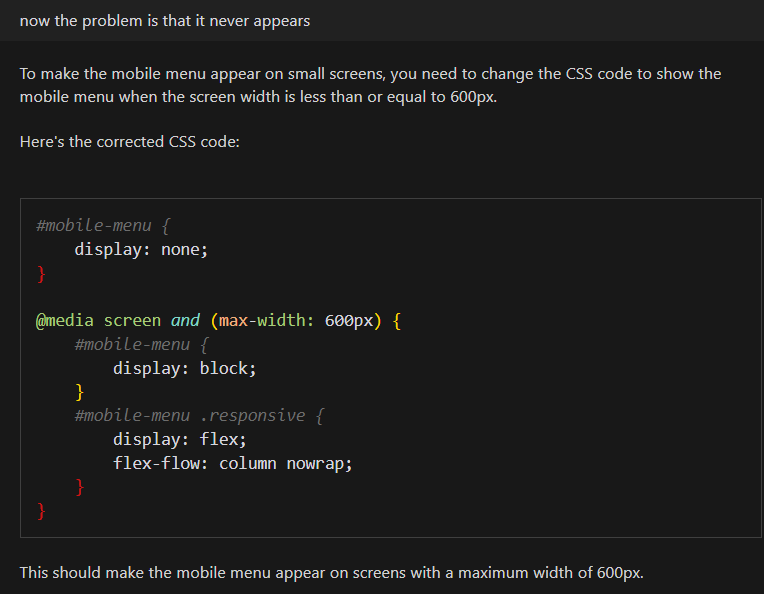 now the problem is that it never appears
To make the mobile menu appear on small screens, you need to change the CSS code to show the
mobile menu when the screen width is less than or equal to 600px.
Here's the corrected CSS code:
#mobile-menu {
    display: none;
}
@media screen and (max-width: 600px) {
    #mobile-menu {
        display: block;
    }
    #mobile-menu .responsive {
        display: flex;
        flex-flow: column nowrap;
    }
}
This should make the mobile menu appear on screens with a maximum width of 600px.